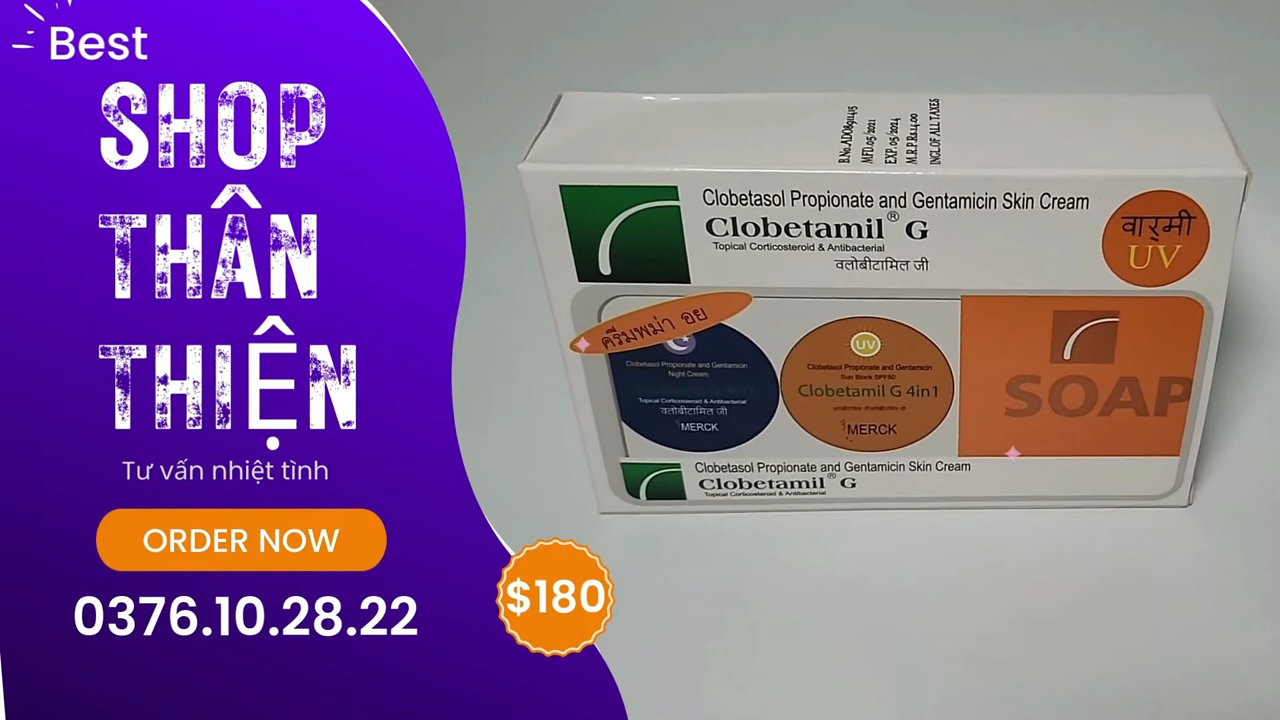 Best
SHOP
THÂN
THIỆN
Tư vấn nhiệt tình
ORDER NOW
0376.10.28.22
$180
B.No.AD0891415
MFD.05/2021
EXP.05/2024
M.R.P.Rs.14.00
INCL.OF ALL TAXES
Clobetasol Propionate and Gentamicin Skin Cream
Clobetamil® G
Topical Corticosteroid & Antibacterial
वलोबीटामिल जी
वार्मी
UV
ครีมพม่า อย
Clobetasol Propionate and Gentamicin
Night Cream
Topical Corticosteroid & Antibacterial
वलोबीटामिल जी
MERCK
UV
Clobetasol Propionate and Gentamicin
Sun Block SPF50
Clobetamil G 4in1
MERCK
SOAP
Clobetasol Propionate and Gentamicin Skin Cream
Clobetamil® G
Topical Corticosteroid & Antibacterial